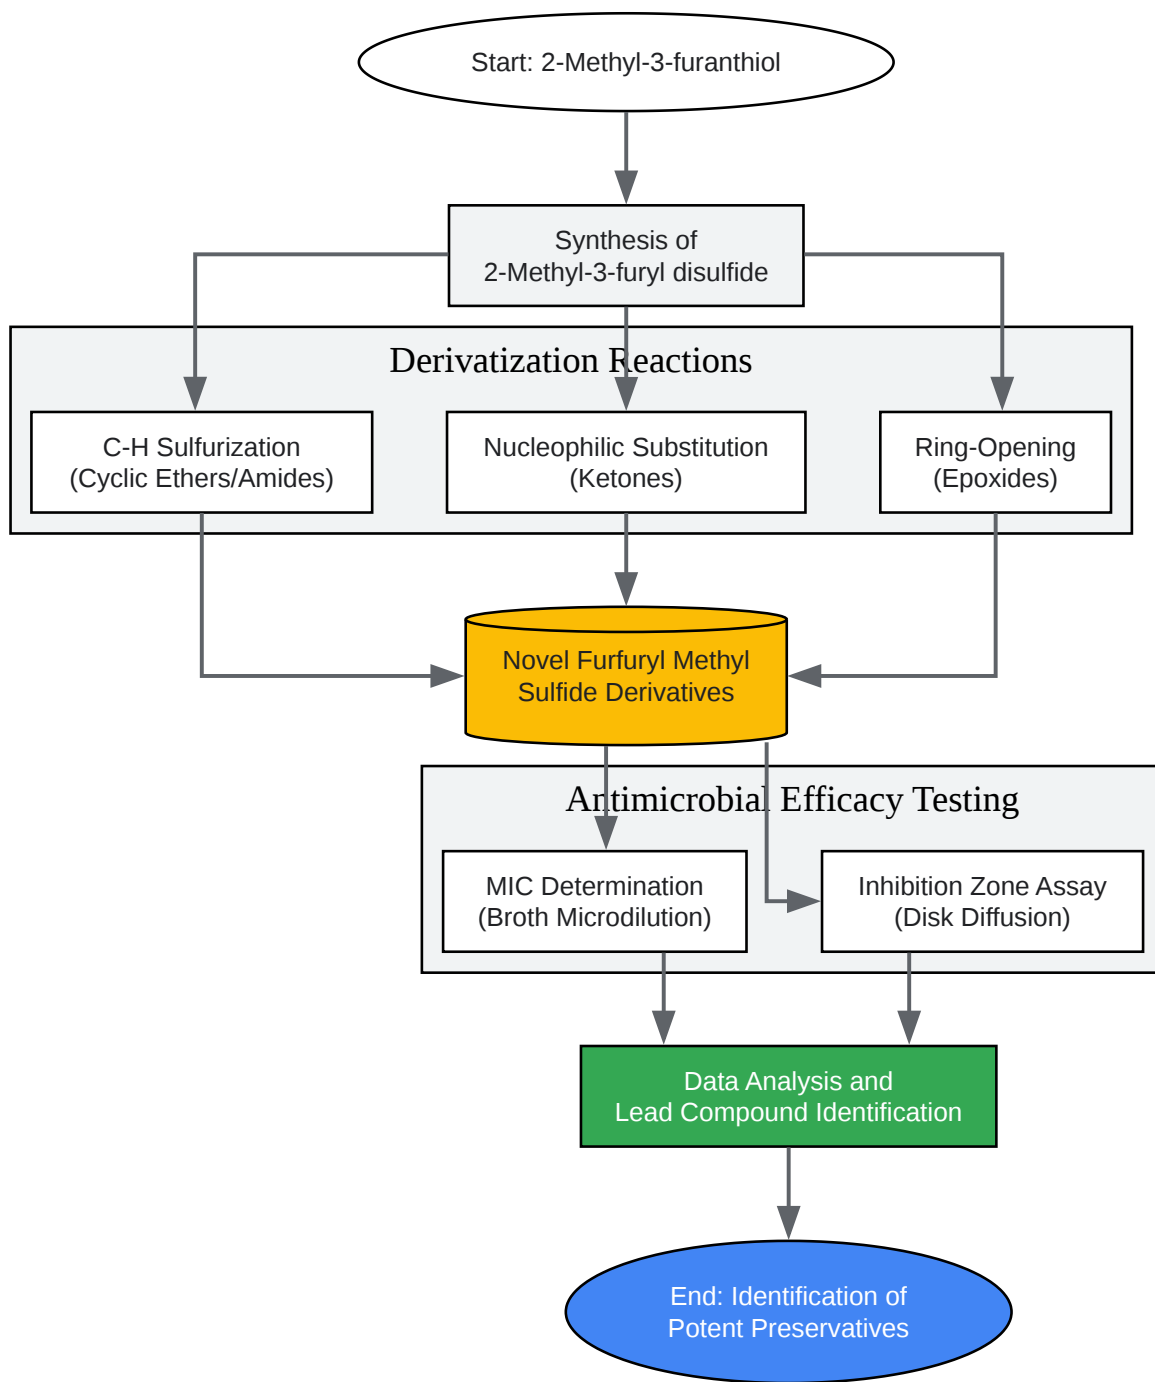 Start: 2-Methyl-3-furanthiol
Synthesis of
2-Methyl-3-furyl disulfide
Derivatization Reactions
C-H Sulfurization
(Cyclic Ethers/Amides)
Nucleophilic Substitution
(Ketones)
Ring-Opening
(Epoxides)
Novel Furfuryl Methyl
Sulfide Derivatives
Antimicrobial Efficacy Testing
MIC Determination
(Broth Microdilution)
Inhibition Zone Assay
(Disk Diffusion)
Data Analysis and
Lead Compound Identification
End: Identification of
Potent Preservatives